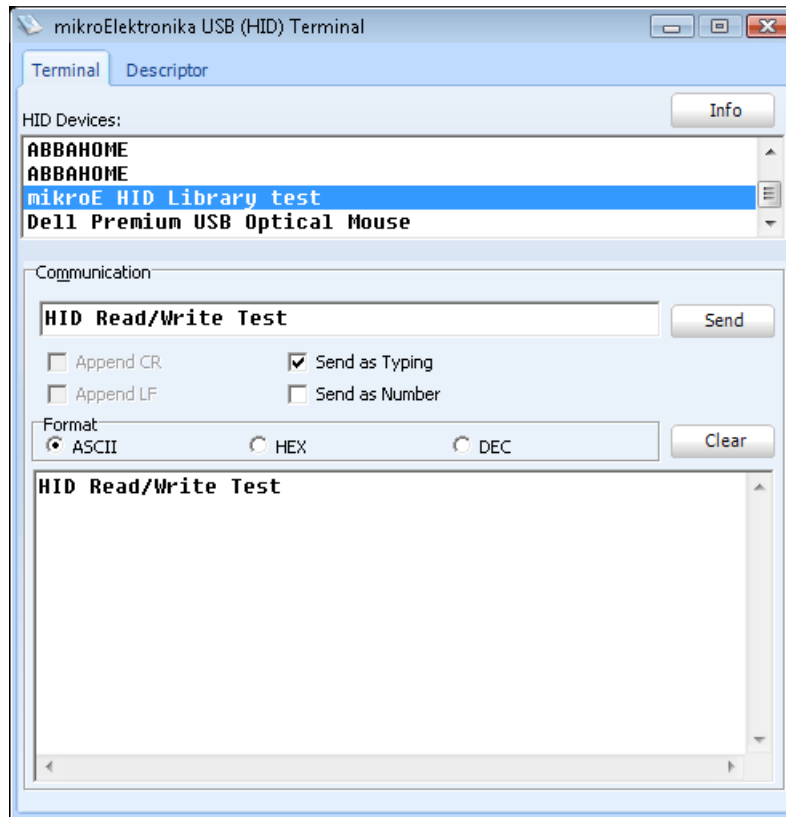 mikroElektronika USB (HID) Terminal
Terminal Descriptor
Info
HID Devices:
ABBAHOME
ABBAHOME
mikroE HID Library test
Dell Premium USB Optical Mouse
Communication
HID Read/Write Test
Send
Append CR Send as Typing
Append LF Send as Number
Format
ASCII HEX DEC
Clear
HID Read/Write Test